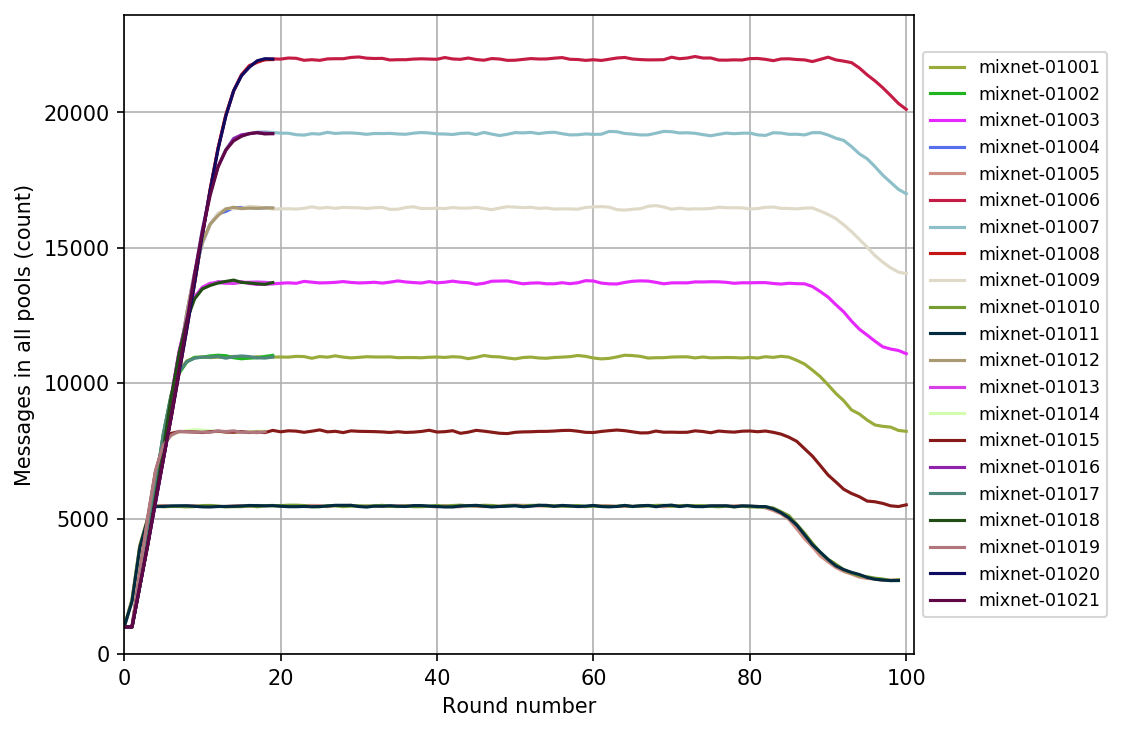 Messages in all pools (count)
20000
15000
10000
5000
0
0 20 40 60 80 100
Round number
mixnet-01001
mixnet-01002
mixnet-01003
mixnet-01004
mixnet-01005
mixnet-01006
mixnet-01007
mixnet-01008
mixnet-01009
mixnet-01010
mixnet-01011
mixnet-01012
mixnet-01013
mixnet-01014
mixnet-01015
mixnet-01016
mixnet-01017
mixnet-01018
mixnet-01019
mixnet-01020
mixnet-01021